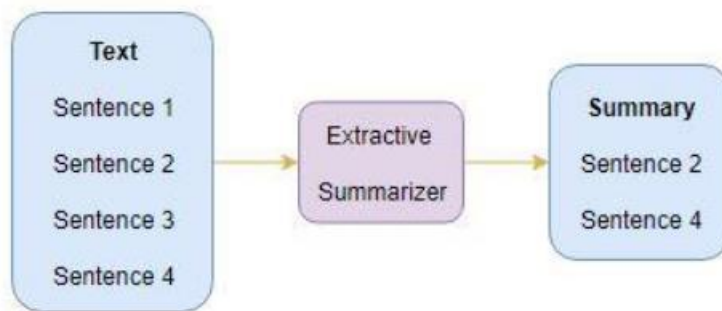 Text
Sentence 1
Sentence 2
Sentence 3
Sentence 4
Extractive
Summarizer
Summary
Sentence 2
Sentence 4